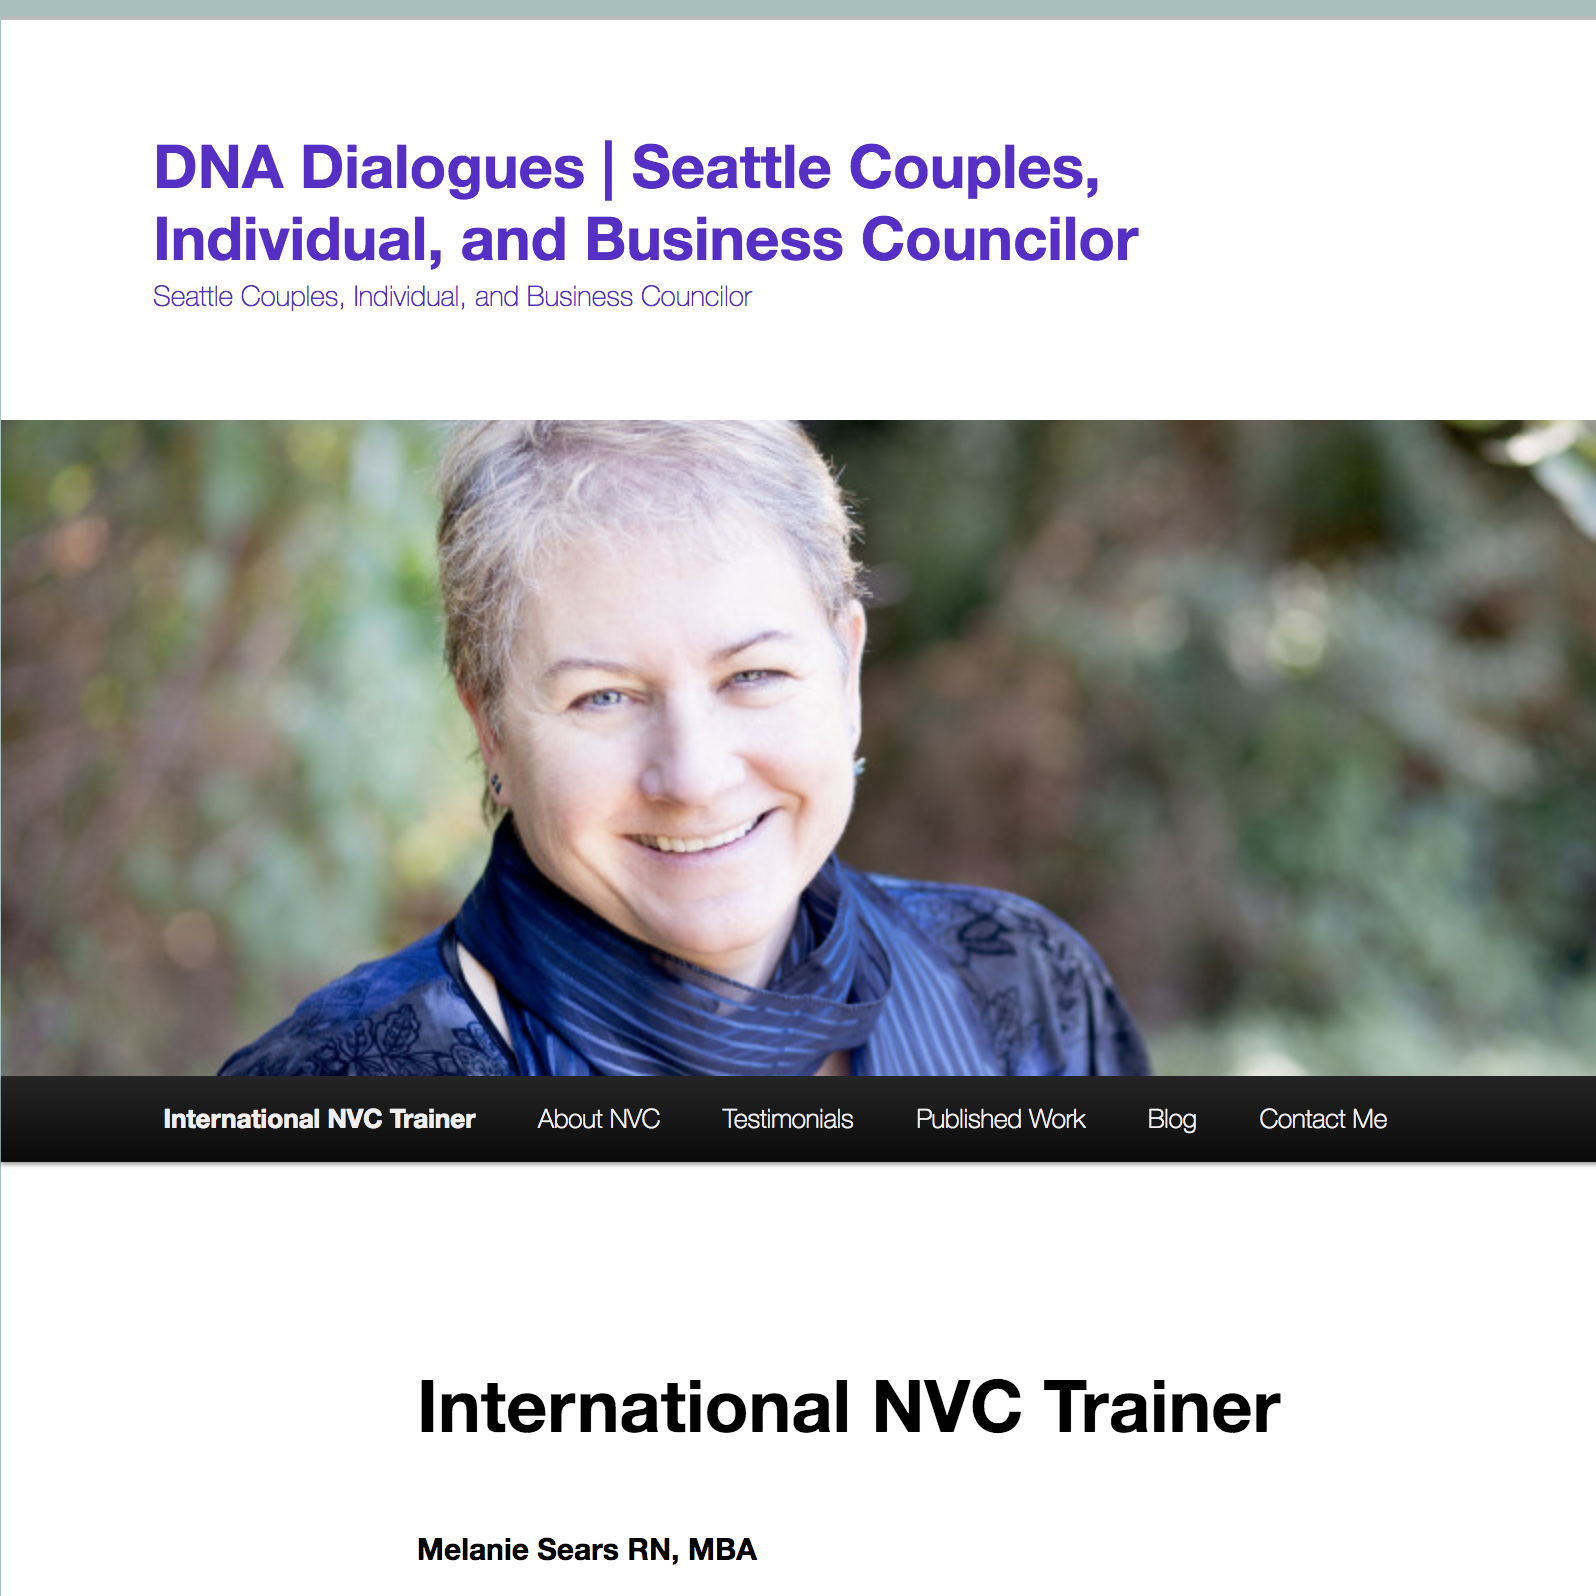 DNA Dialogues | Seattle Couples,
Individual, and Business Councilor
Seattle Couples, Individual, and Business Councilor
International NVC Trainer About NVC Testimonials Published Work Blog Contact Me
International NVC Trainer
Melanie Sears RN, MBA